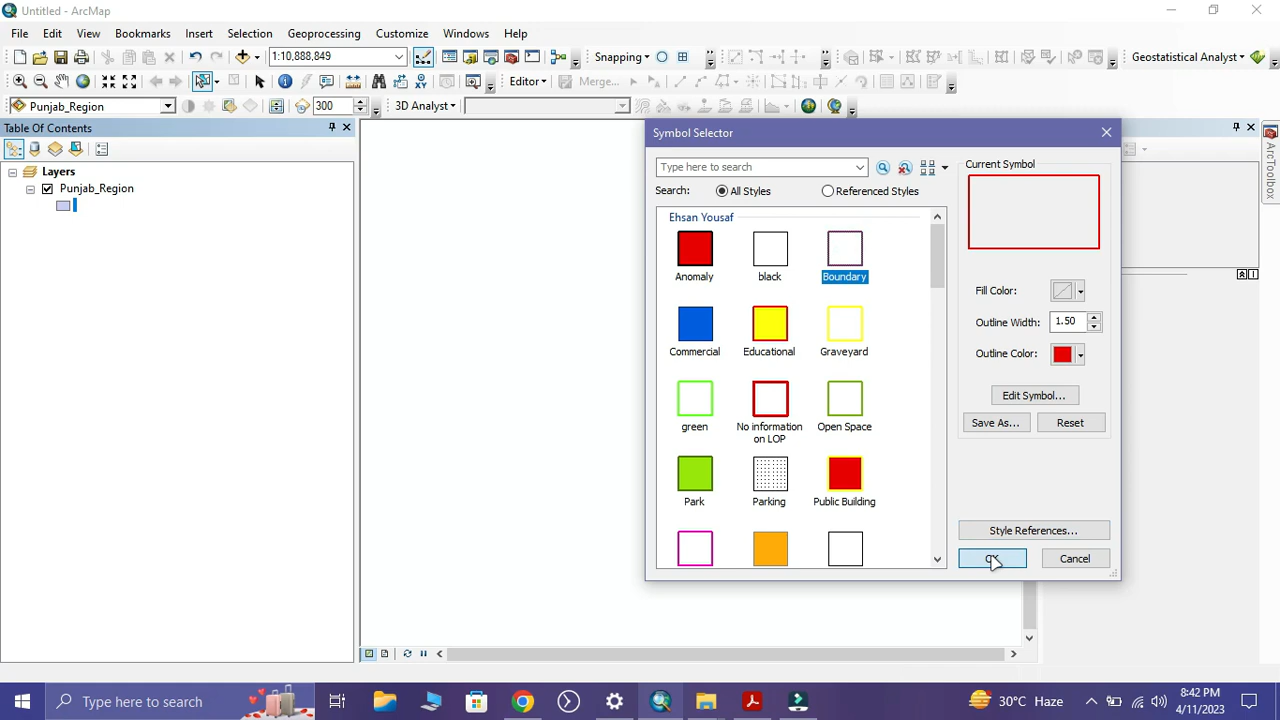 Untitled - ArcMap
File Edit View Bookmarks Insert Selection Geoprocessing Customize Windows Help
1:10,888,849 Snapping Geostatistical Analyst
Editor Merge...
Punjab_Region 300 3D Analyst
Table Of Contents
Layers
Punjab_Region
Symbol Selector
Type here to search
Search: All Styles Referenced Styles
Ehsan Yousaf
Anomaly black Boundary
Commercial Educational Graveyard
green No information on LOP Open Space
Park Parking Public Building
Current Symbol
Fill Color:
Outline Width: 1.50
Outline Color:
Edit Symbol...
Save As... Reset
Style References...
OK Cancel
ArcToolbox
Type here to search
30°C Haze
8:42 PM
4/11/2023